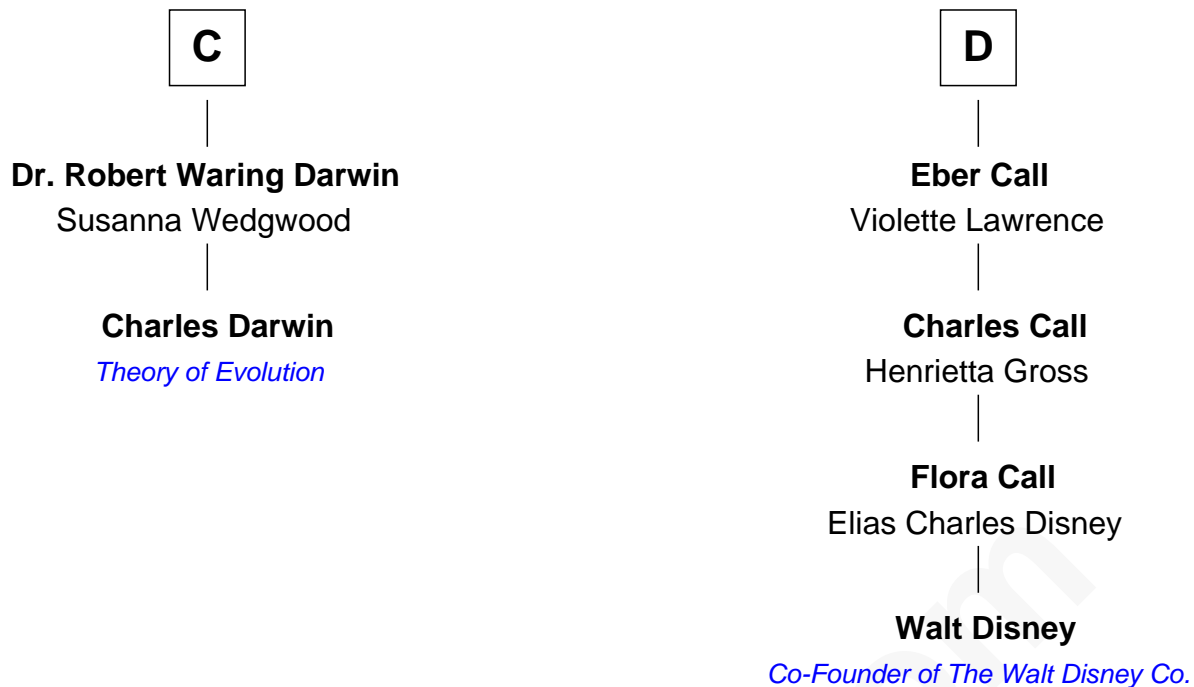 C
Dr. Robert Waring Darwin
Susanna Wedgwood
Charles Darwin
Theory of Evolution
D
Eber Call
Violette Lawrence
Charles Call
Henrietta Gross
Flora Call
Elias Charles Disney
Walt Disney
Co-Founder of The Walt Disney Co.